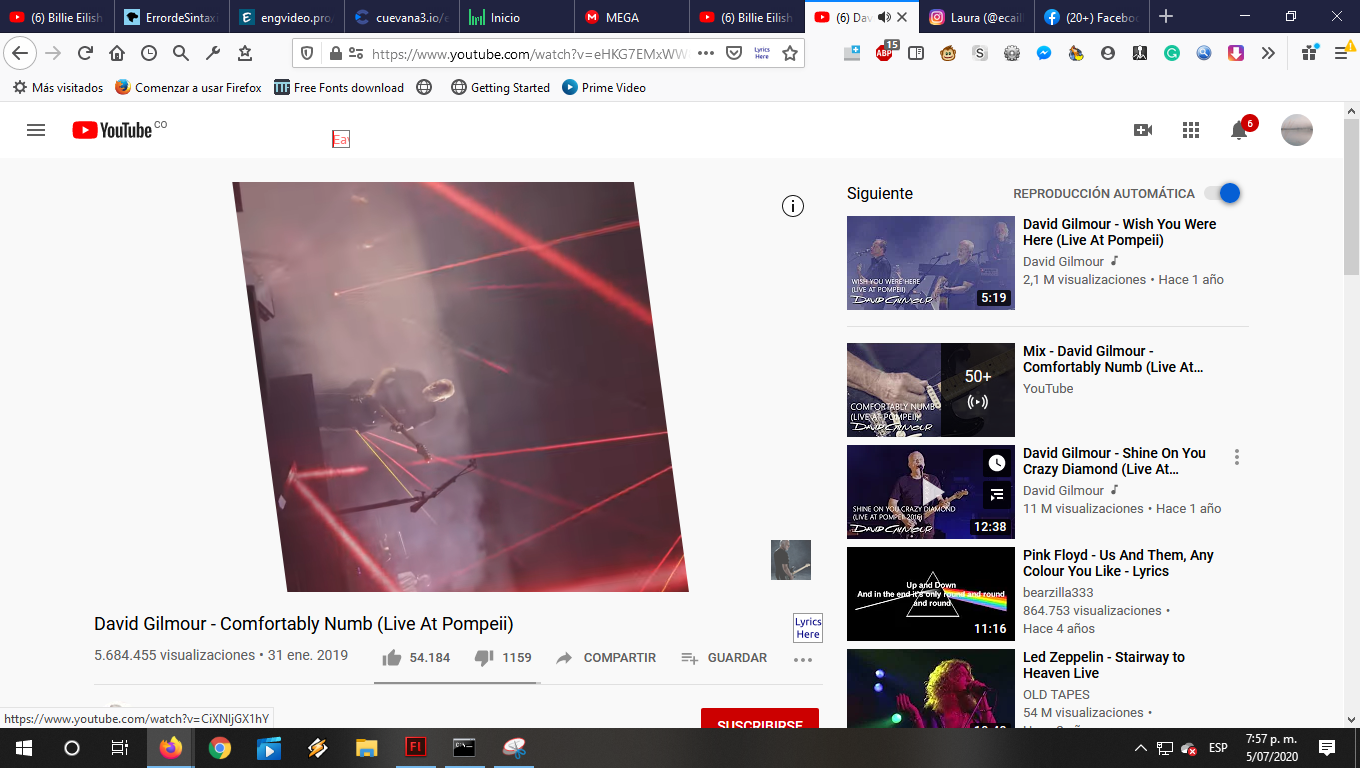 (6) Billie Eilish
ErrordeSintaxi
engvideo.pro/
cuevana3.io/e
Inicio
MEGA
(6) Billie Eilish
(6) Dav
Laura (@ecaill
(20+) Faceboo
https://www.youtube.com/watch?v=eHKG7EMxWW
Lyrics
Here
ABP
15
S
Más visitados
Comenzar a usar Firefox
Free Fonts download
Getting Started
Prime Video
YouTube CO
Ea
6
Siguiente
REPRODUCCIÓN AUTOMÁTICA
WISH YOU WERE HERE
(LIVE AT POMPEII)
DAVID GILMOUR
5:19
David Gilmour - Wish You Were
Here (Live At Pompeii)
David Gilmour
2,1 M visualizaciones • Hace 1 año
COMFORTABLY NUMB
(LIVE AT POMPEII)
DAVID GILMOUR
50+
Mix - David Gilmour -
Comfortably Numb (Live At...
YouTube
SHINE ON YOU CRAZY DIAMOND
(LIVE AT POMPEII 2016)
DAVID GILMOUR
12:38
David Gilmour - Shine On You
Crazy Diamond (Live At...
David Gilmour
11 M visualizaciones • Hace 1 año
Up and Down
And in the end it's only round and round
and round
11:16
Pink Floyd - Us And Them, Any
Colour You Like - Lyrics
bearzilla333
864.753 visualizaciones •
Hace 4 años
Led Zeppelin - Stairway to
Heaven Live
OLD TAPES
54 M visualizaciones •
David Gilmour - Comfortably Numb (Live At Pompeii)
Lyrics
Here
5.684.455 visualizaciones • 31 ene. 2019
54.184
1159
COMPARTIR
GUARDAR
SUSCRIBIRSE
https://www.youtube.com/watch?v=CiXNIjGX1hY
Fl
ESP
7:57 p. m.
5/07/2020